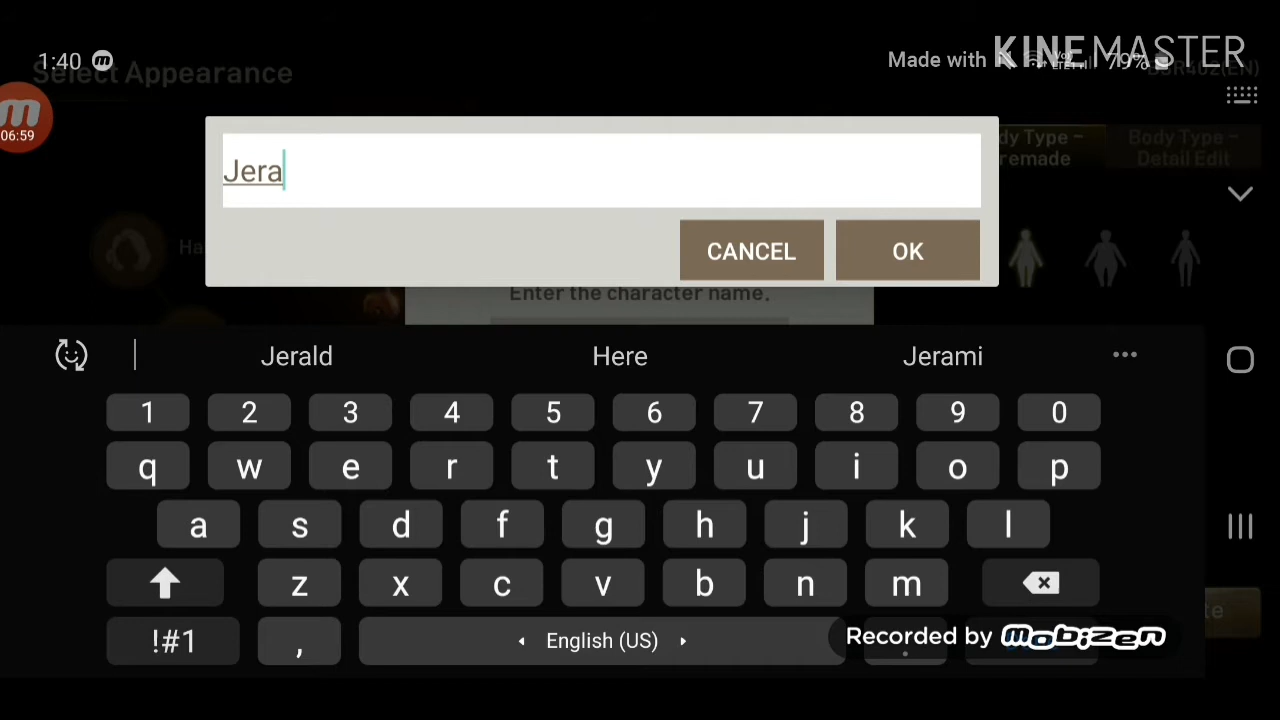 1:40
Made with KINEMASTER
79%
Select Appearance
06:59
Body Type -
Body Type -
Detail Edit
Jera
Ha
CANCEL OK
Enter the character name.
Jerald Here Jerami •••
1 2 3 4 5 6 7 8 9 0
q w e r t y u i o p
a s d f g h j k l
z x c v b n m
!#1 , English (US) .
Recorded by mobizen